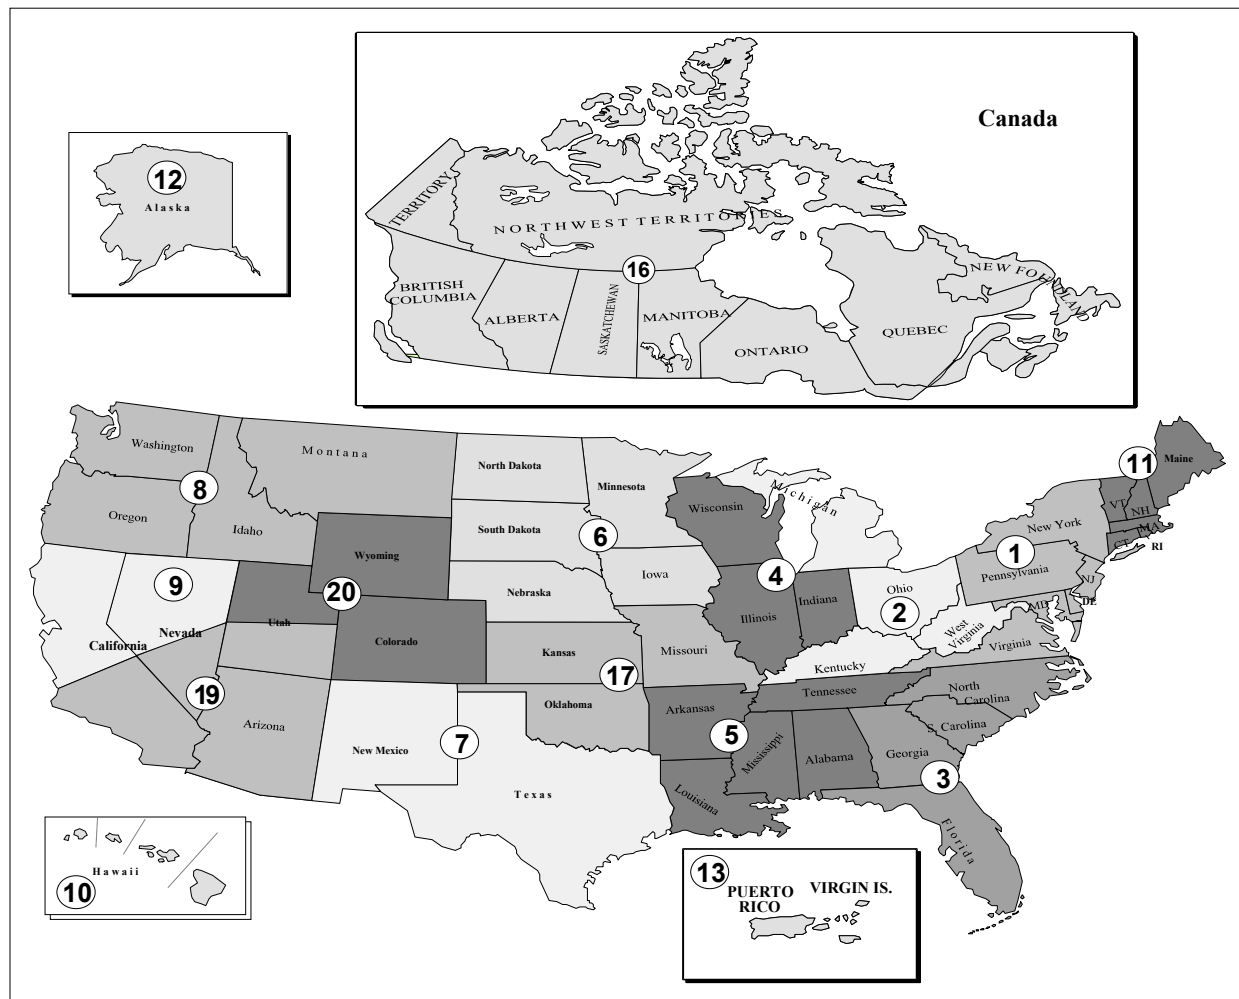 Canada
12
Alaska
TERRITORY
NORTHWEST TERRITORIES
16
BRITISH
COLUMBIA
ALBERTA
SASKATCHEWAN
MANITOBA
ONTARIO
QUEBEC
NEW FOUNDLAND
Washington
Montana
North Dakota
Minnesota
Michigan
11
Maine
8
Oregon
Idaho
South Dakota
Wisconsin
6
VT
NH
MA
New York
CT
RI
Wyoming
9
20
Iowa
4
1
Pennsylvania
Nebraska
Indiana
Ohio
2
NJ
MD
DE
Utah
Illinois
West
Virginia
Nevada
California
Colorado
Kansas
Missouri
Virginia
Kentucky
17
19
Tennessee
North
Carolina
Oklahoma
Arkansas
S. Carolina
Arizona
5
7
New Mexico
Mississippi
Alabama
Georgia
3
Texas
Louisiana
Florida
Hawaii
10
13
PUERTO
RICO
VIRGIN IS.